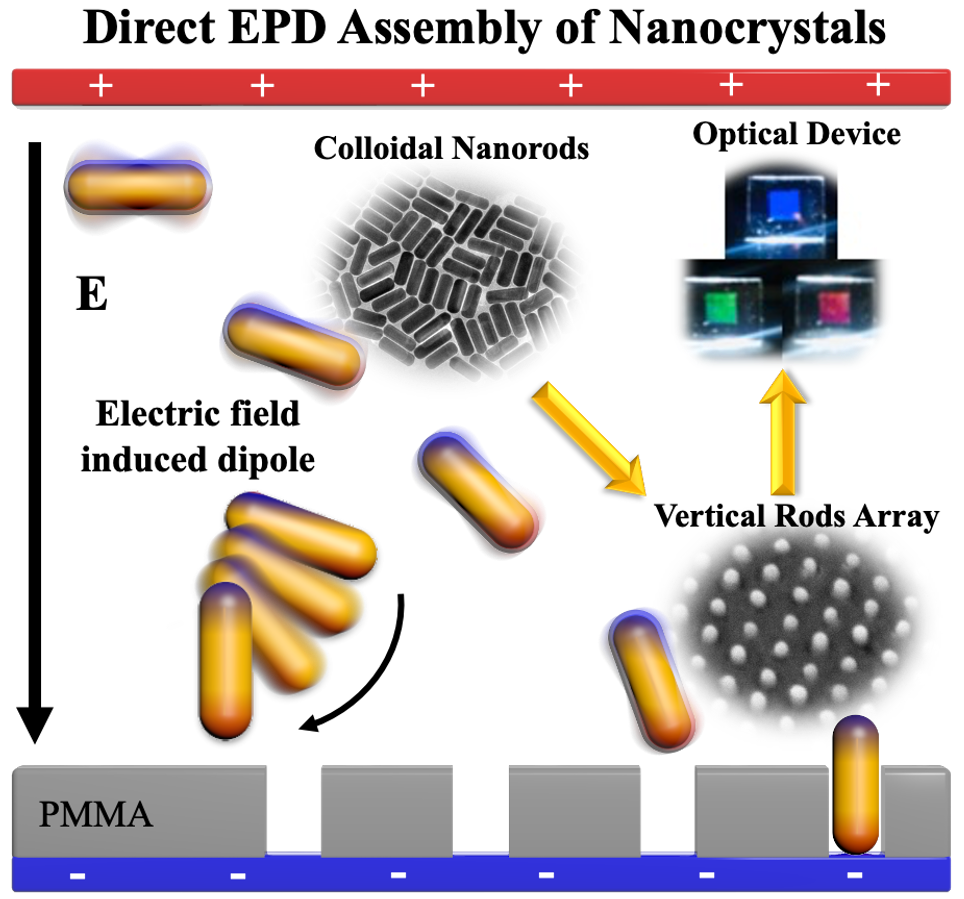 Direct EPD Assembly of Nanocrystals
+ + + + + +
Optical Device
Colloidal Nanorods
E
Electric field
induced dipole
Vertical Rods Array
PMMA
- - - - - -